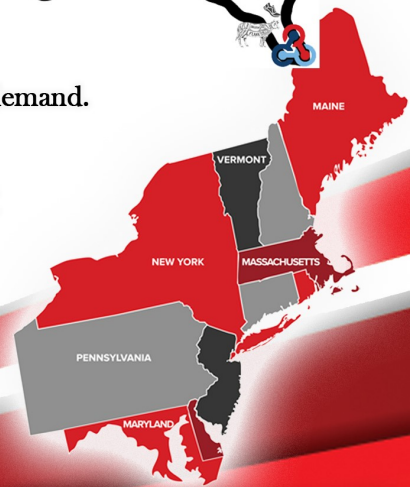 emand.
MAINE
VERMONT
NEW YORK
MASSACHUSETTS
PENNSYLVANIA
MARYLAND